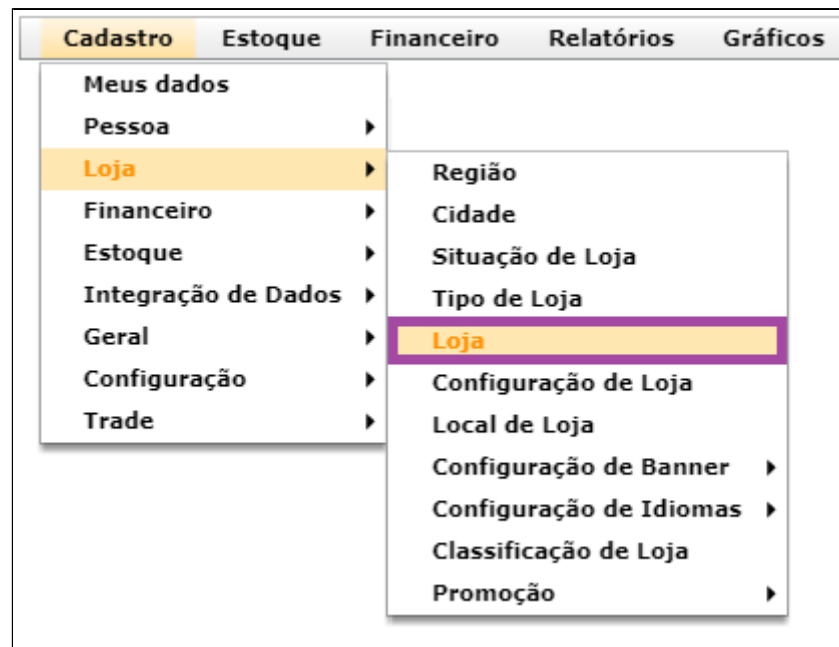 Cadastro Estoque Financeiro Relatórios Gráficos
Meus dados
Pessoa
Loja
Financeiro
Estoque
Integração de Dados
Geral
Configuração
Trade
Região
Cidade
Situação de Loja
Tipo de Loja
Loja
Configuração de Loja
Local de Loja
Configuração de Banner
Configuração de Idiomas
Classificação de Loja
Promoção